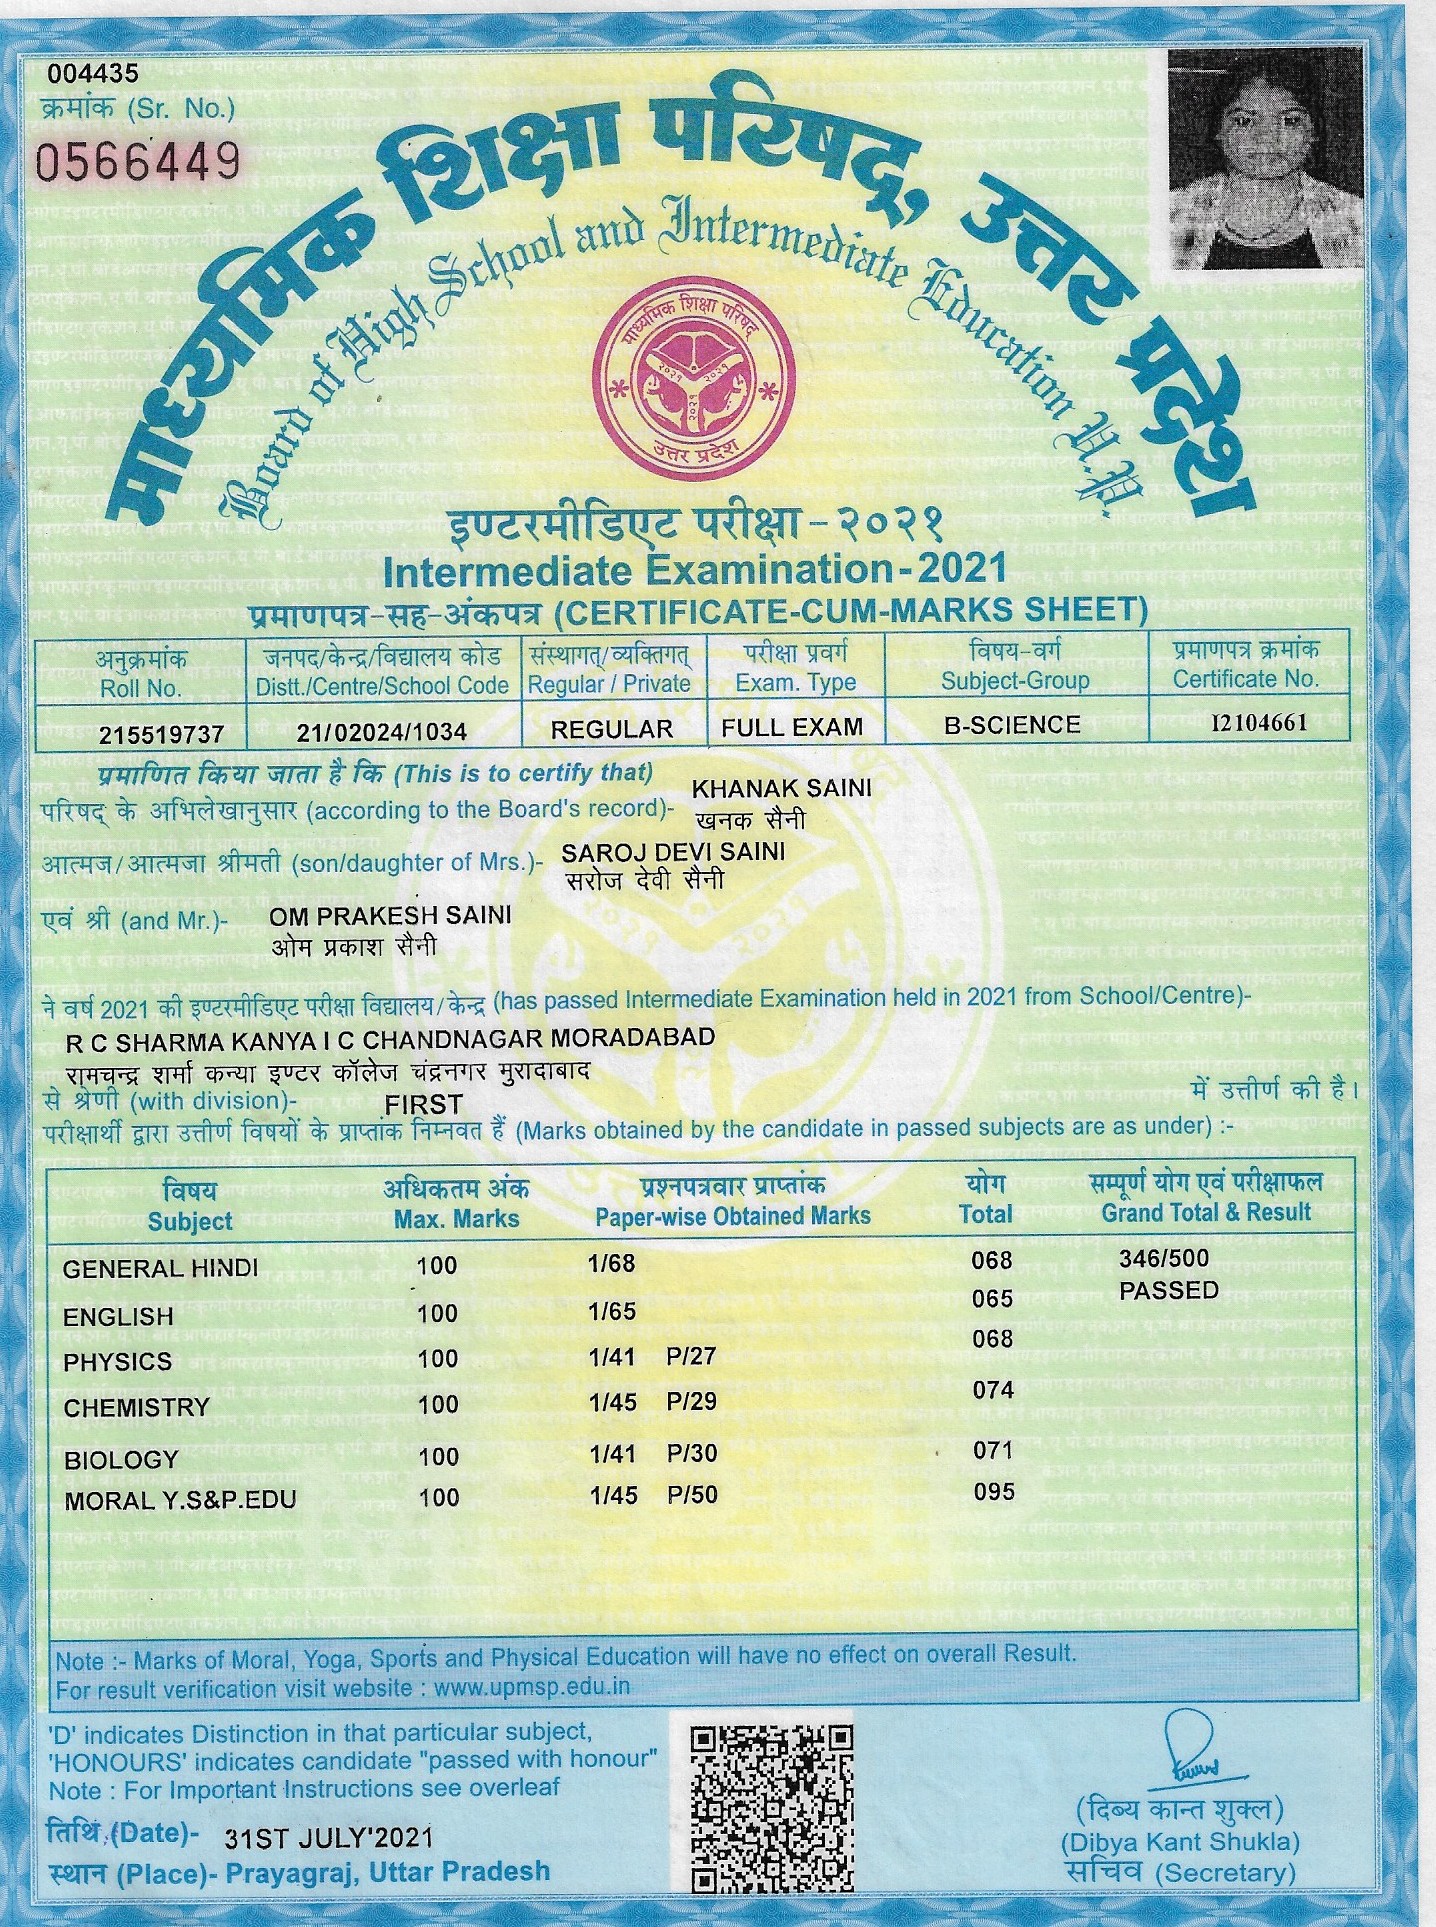 004435
क्रमांक (Sr. No.)
0566449
माध्यमिक शिक्षा परिषद्, उत्तर प्रदेश
Board of High School and Intermediate Education U.P.
माध्यमिक शिक्षा परिषद्
२०२१ २०२१
२०२१
उत्तर प्रदेश
इण्टरमीडिएट परीक्षा - २०२१
Intermediate Examination - 2021
प्रमाणपत्र-सह-अंकपत्र (CERTIFICATE-CUM-MARKS SHEET)
अनुक्रमांक जनपद/केन्द्र/विद्यालय कोड संस्थागत्/व्यक्तिगत् परीक्षा प्रवर्ग विषय-वर्ग प्रमाणपत्र क्रमांक
Roll No. Distt./Centre/School Code Regular / Private Exam. Type Subject-Group Certificate No.
215519737 21/02024/1034 REGULAR FULL EXAM B-SCIENCE I2104661
प्रमाणित किया जाता है कि (This is to certify that)
परिषद् के अभिलेखानुसार (according to the Board's record)- KHANAK SAINI
खनक सैनी
आत्मज/आत्मजा श्रीमती (son/daughter of Mrs.)- SAROJ DEVI SAINI
सरोज देवी सैनी
एवं श्री (and Mr.)- OM PRAKESH SAINI
ओम प्रकाश सैनी
ने वर्ष 2021 की इण्टरमीडिएट परीक्षा विद्यालय/केन्द्र (has passed Intermediate Examination held in 2021 from School/Centre)-
R C SHARMA KANYA I C CHANDNAGAR MORADABAD
रामचन्द्र शर्मा कन्या इण्टर कॉलेज चंद्रनगर मुरादाबाद
से श्रेणी (with division)- FIRST में उत्तीर्ण की है।
परीक्षार्थी द्वारा उत्तीर्ण विषयों के प्राप्तांक निम्नवत हैं (Marks obtained by the candidate in passed subjects are as under) :-
विषय अधिकतम अंक प्रश्नपत्रवार प्राप्तांक योग सम्पूर्ण योग एवं परीक्षाफल
Subject Max. Marks Paper-wise Obtained Marks Total Grand Total & Result
GENERAL HINDI 100 1/68 068 346/500
PASSED
ENGLISH 100 1/65 065
PHYSICS 100 1/41 P/27 068
CHEMISTRY 100 1/45 P/29 074
BIOLOGY 100 1/41 P/30 071
MORAL Y.S&P.EDU 100 1/45 P/50 095
Note :- Marks of Moral, Yoga, Sports and Physical Education will have no effect on overall Result.
For result verification visit website : www.upmsp.edu.in
'D' indicates Distinction in that particular subject,
'HONOURS' indicates candidate "passed with honour"
Note : For Important Instructions see overleaf
तिथि (Date)- 31ST JULY'2021
स्थान (Place)- Prayagraj, Uttar Pradesh
(दिब्य कान्त शुक्ल)
(Dibya Kant Shukla)
सचिव (Secretary)